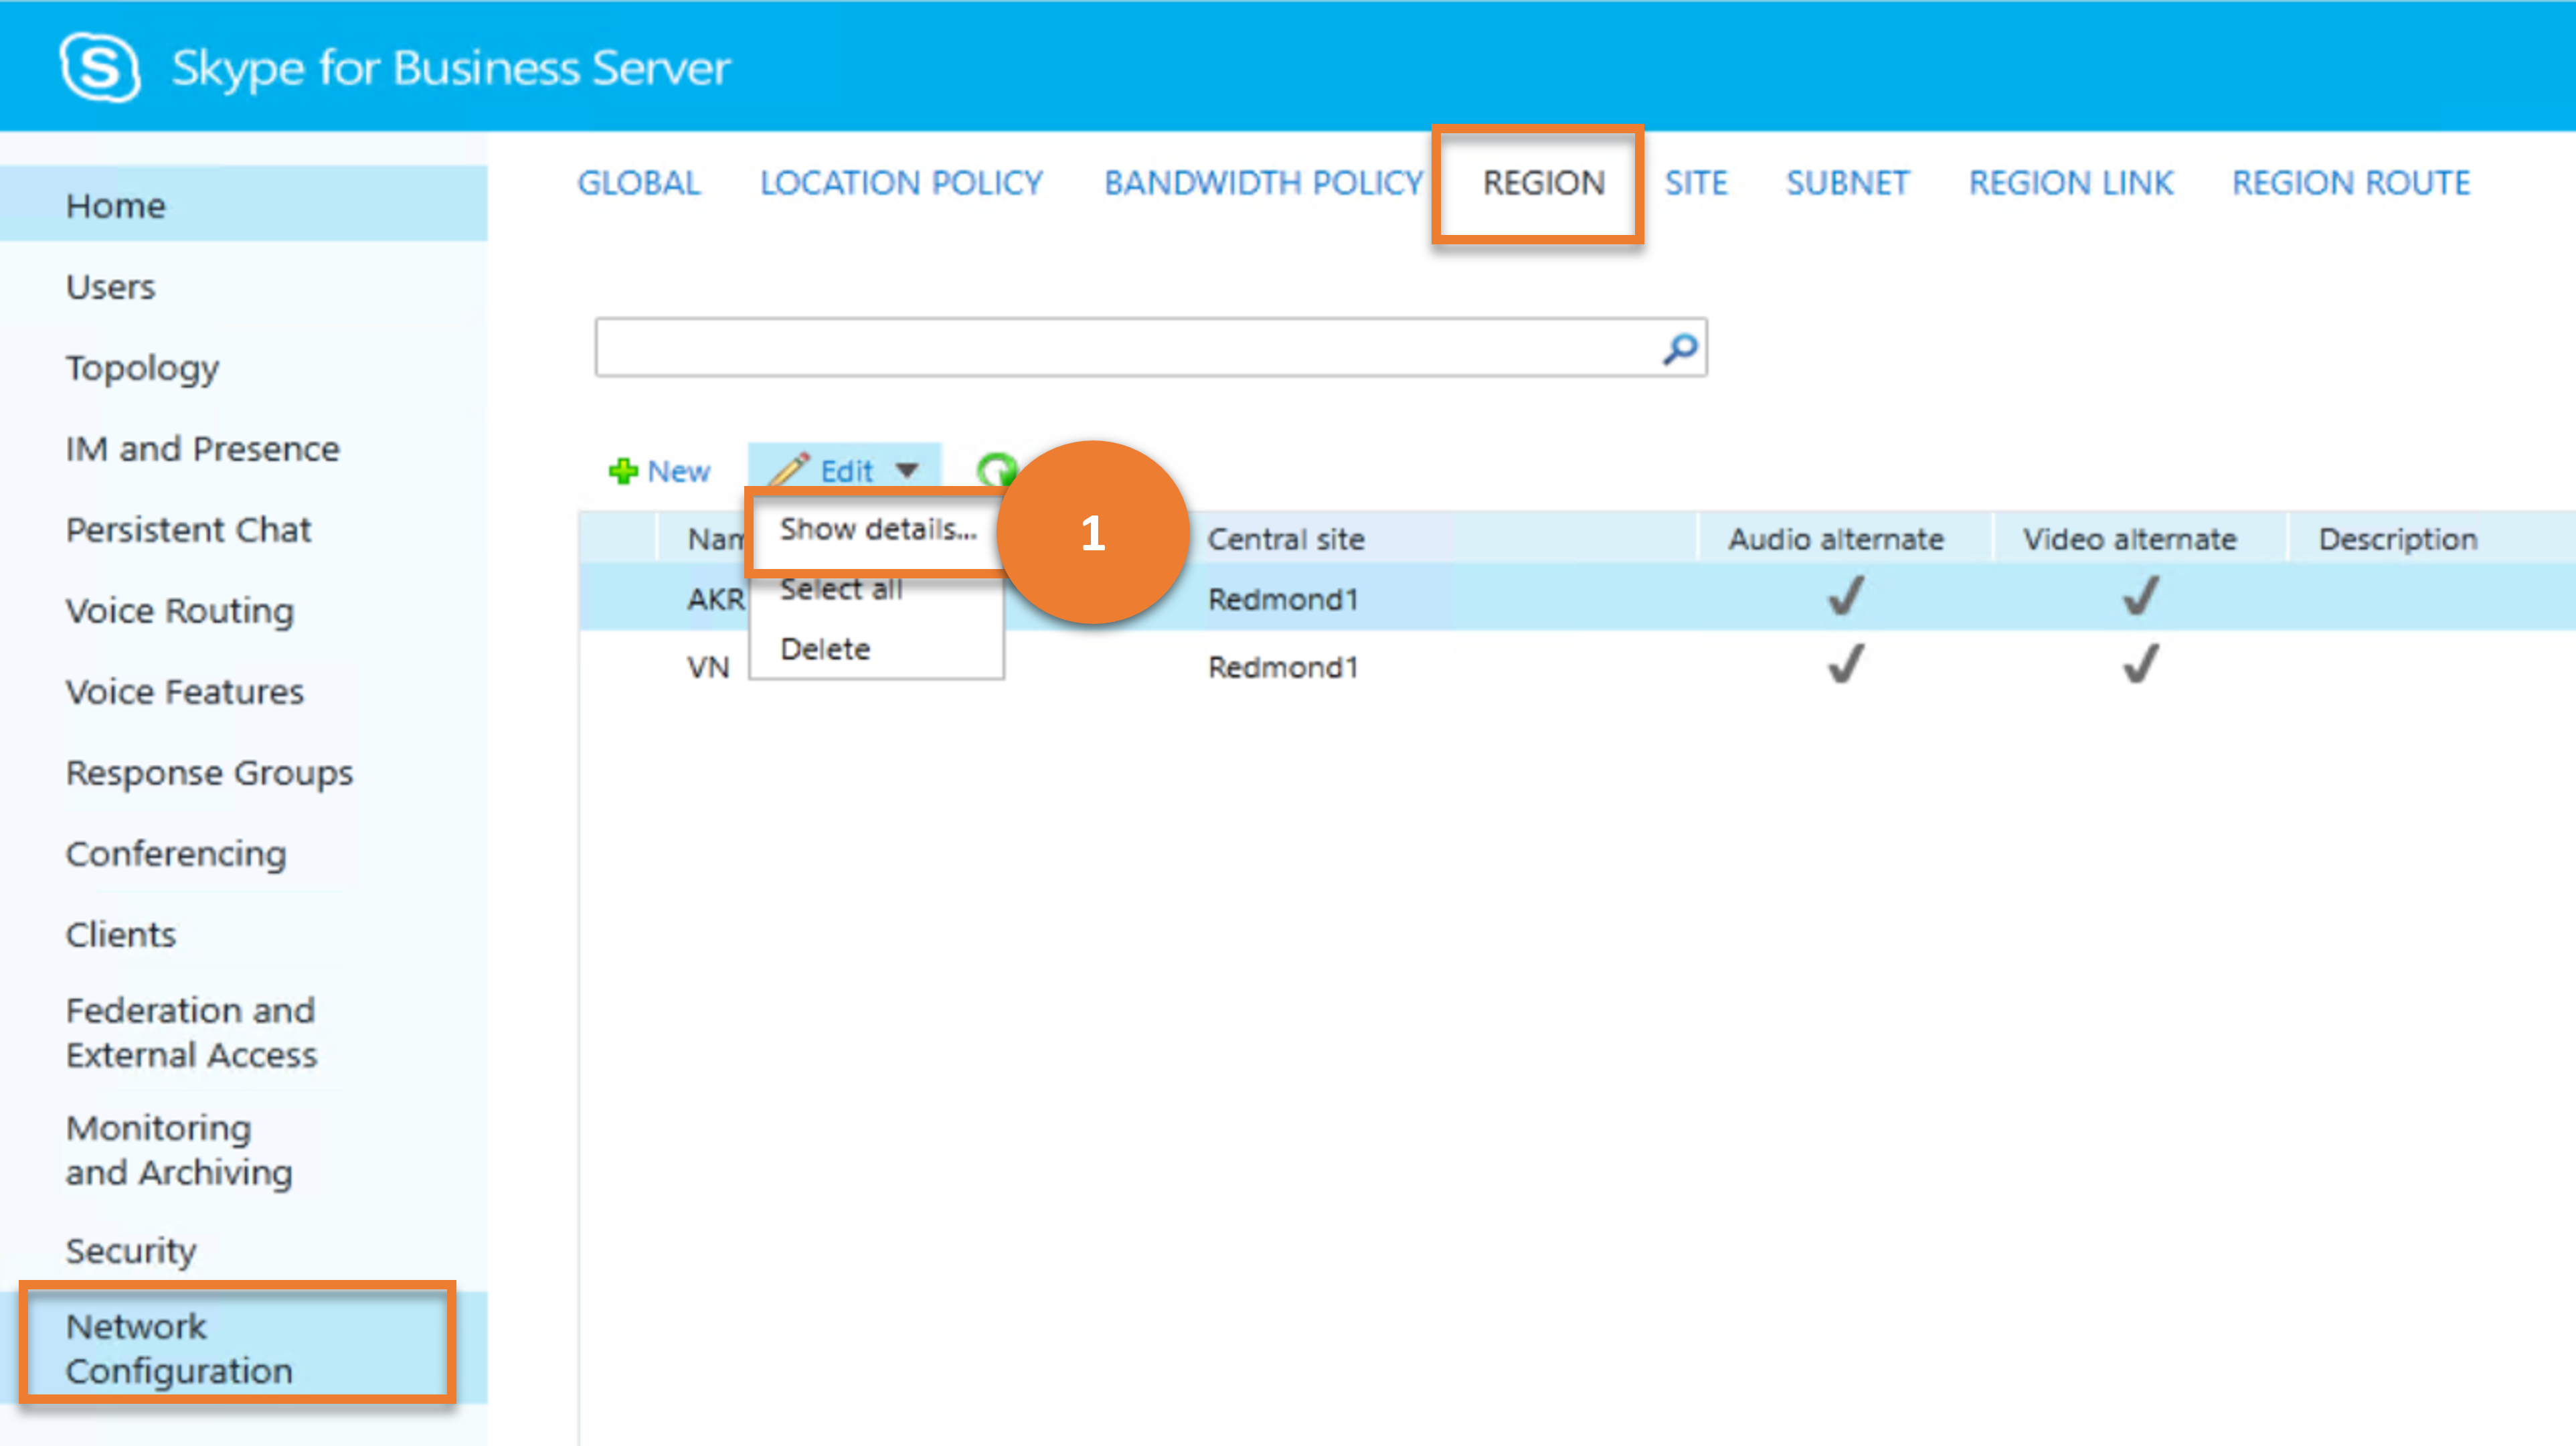 Skype for Business Server
GLOBAL LOCATION POLICY BANDWIDTH POLICY REGION SITE SUBNET REGION LINK REGION ROUTE
Home
Users
Topology
IM and Presence
Persistent Chat
Voice Routing
Voice Features
Response Groups
Conferencing
Clients
Federation and
External Access
Monitoring
and Archiving
Security
Network
Configuration
New Edit
Show details...
Select all
Delete
1
Central site Audio alternate Video alternate Description
AKR Redmond1
VN Redmond1